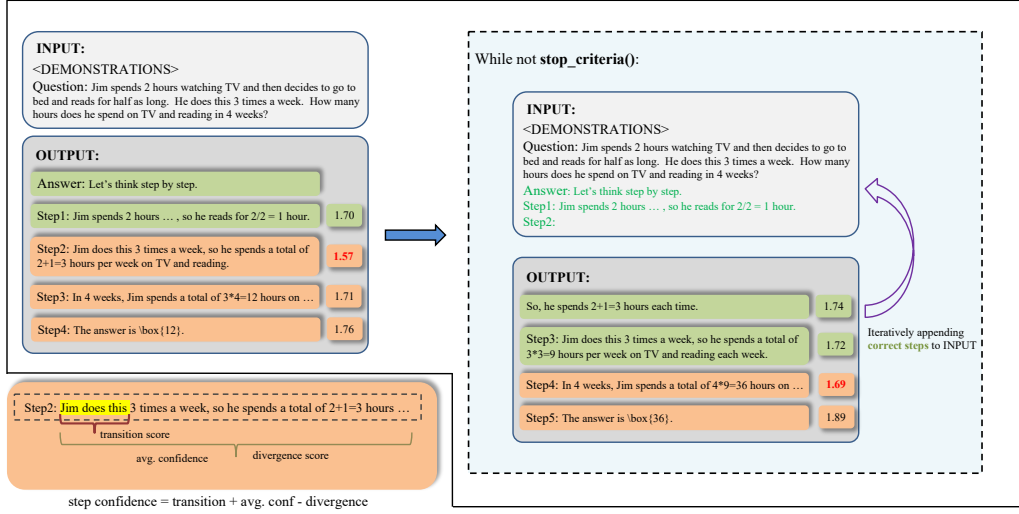 INPUT:
<DEMONSTRATIONS>
Question: Jim spends 2 hours watching TV and then decides to go to
bed and reads for half as long. He does this 3 times a week. How many
hours does he spend on TV and reading in 4 weeks?
OUTPUT:
Answer: Let's think step by step.
Step1: Jim spends 2 hours … , so he reads for 2/2 = 1 hour.
1.70
Step2: Jim does this 3 times a week, so he spends a total of
2+1=3 hours per week on TV and reading.
1.57
Step3: In 4 weeks, Jim spends a total of 3*4=12 hours on …
1.71
Step4: The answer is \box{12}.
1.76
Step2: Jim does this 3 times a week, so he spends a total of 2+1=3 hours …
transition score
avg. confidence
divergence score
step confidence = transition + avg. conf - divergence
While not stop_criteria():
INPUT:
<DEMONSTRATIONS>
Question: Jim spends 2 hours watching TV and then decides to go to
bed and reads for half as long. He does this 3 times a week. How many
hours does he spend on TV and reading in 4 weeks?
Answer: Let's think step by step.
Step1: Jim spends 2 hours … , so he reads for 2/2 = 1 hour.
Step2:
OUTPUT:
So, he spends 2+1=3 hours each time.
1.74
Step3: Jim does this 3 times a week, so he spends a total of
3*3=9 hours per week on TV and reading each week.
1.72
Step4: In 4 weeks, Jim spends a total of 4*9=36 hours on …
1.69
Step5: The answer is \box{36}.
1.89
Iteratively appending
correct steps to INPUT